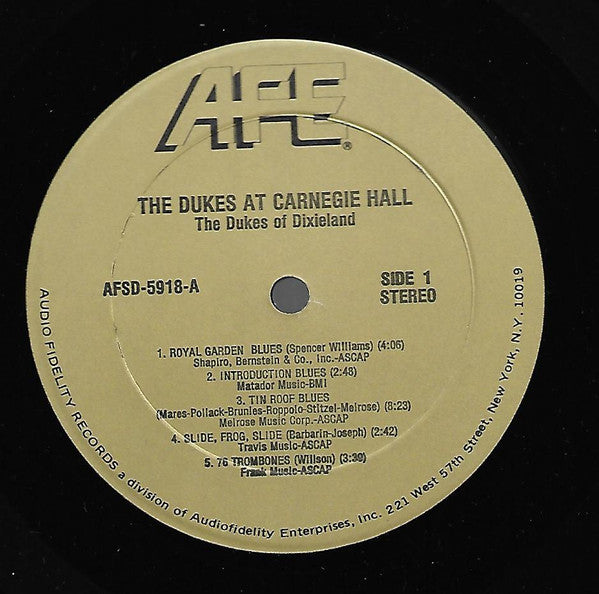 AFE®
THE DUKES AT CARNEGIE HALL
The Dukes of Dixieland
AFSD-5918-A
SIDE 1
STEREO
1. ROYAL GARDEN BLUES (Spencer Williams) (4:06)
Shapiro, Bernstein & Co., Inc.-ASCAP
2. INTRODUCTION BLUES (2:48)
Matador Music-BMI
3. TIN ROOF BLUES
(Mares-Pollack-Brunles-Roppolo-Stitzel-Melrose) (8:23)
Melrose Music Corp.-ASCAP
4. SLIDE, FROG, SLIDE (Barbarin-Joseph) (2:42)
Travis Music-ASCAP
5. 76 TROMBONES (Willson) (3:39)
Frank Music-ASCAP
AUDIO FIDELITY RECORDS a division of Audiofidelity Enterprises, Inc. 221 West 57th Street, New York, N.Y. 10019